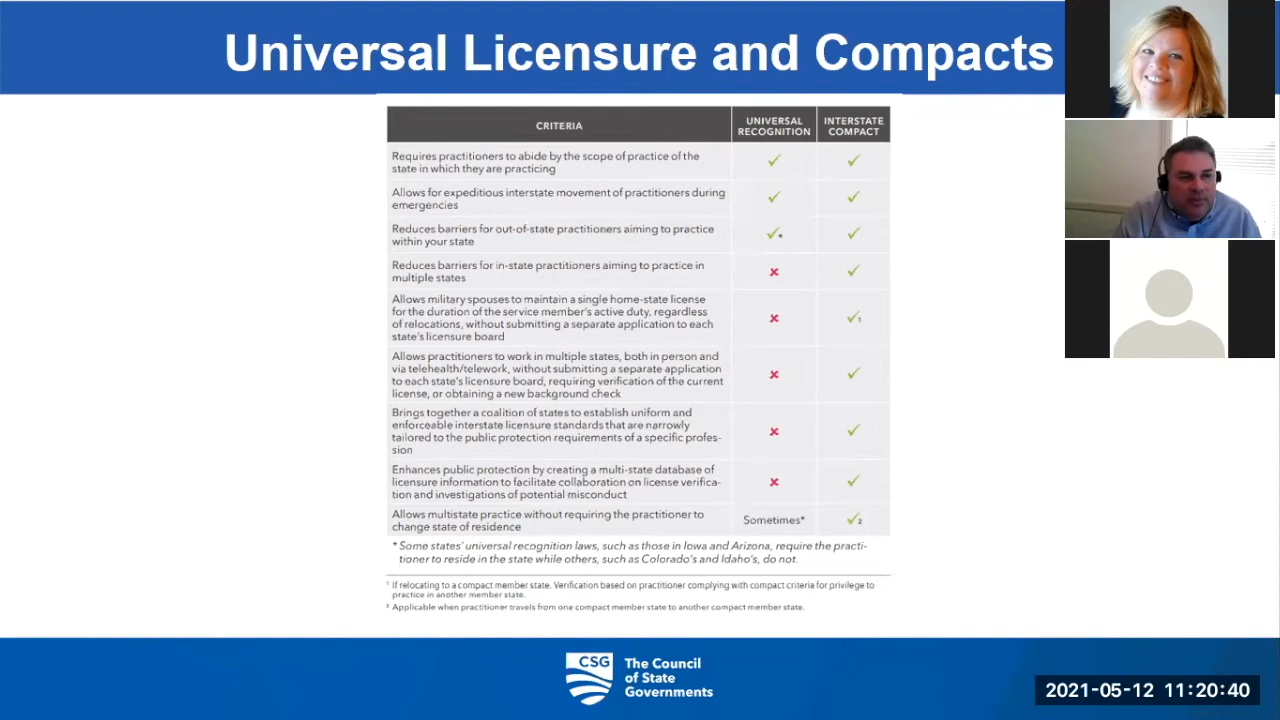 Universal Licensure and Compacts
CRITERIA
UNIVERSAL
RECOGNITION
INTERSTATE
COMPACT
Requires practitioners to abide by the scope of practice of the
state in which they are practicing
Allows for expeditious interstate movement of practitioners during
emergencies
Reduces barriers for out-of-state practitioners aiming to practice
within your state
*
Reduces barriers for in-state practitioners aiming to practice in
multiple states
Allows military spouses to maintain a single home-state license
for the duration of the service member's active duty, regardless
of relocations, without submitting a separate application to each
state's licensure board
1
Allows practitioners to work in multiple states, both in person and
via telehealth/telework, without submitting a separate application
to each state's licensure board, requiring verification of the current
license, or obtaining a new background check
Brings together a coalition of states to establish uniform and
enforceable interstate licensure standards that are narrowly
tailored to the public protection requirements of a specific profes-
sion
Enhances public protection by creating a multi-state database of
licensure information to facilitate collaboration on license verifica-
tion and investigations of potential misconduct
Allows multistate practice without requiring the practitioner to
change state of residence
Sometimes*
2
* Some states' universal recognition laws, such as those in Iowa and Arizona, require the practi-
tioner to reside in the state while others, such as Colorado's and Idaho's, do not.
1 If relocating to a compact member state. Verification based on practitioner complying with compact criteria for privilege to
practice in another member state.
2 Applicable when practitioner travels from one compact member state to another compact member state.
CSG
The Council
of State
Governments
2021-05-12 11:20:40